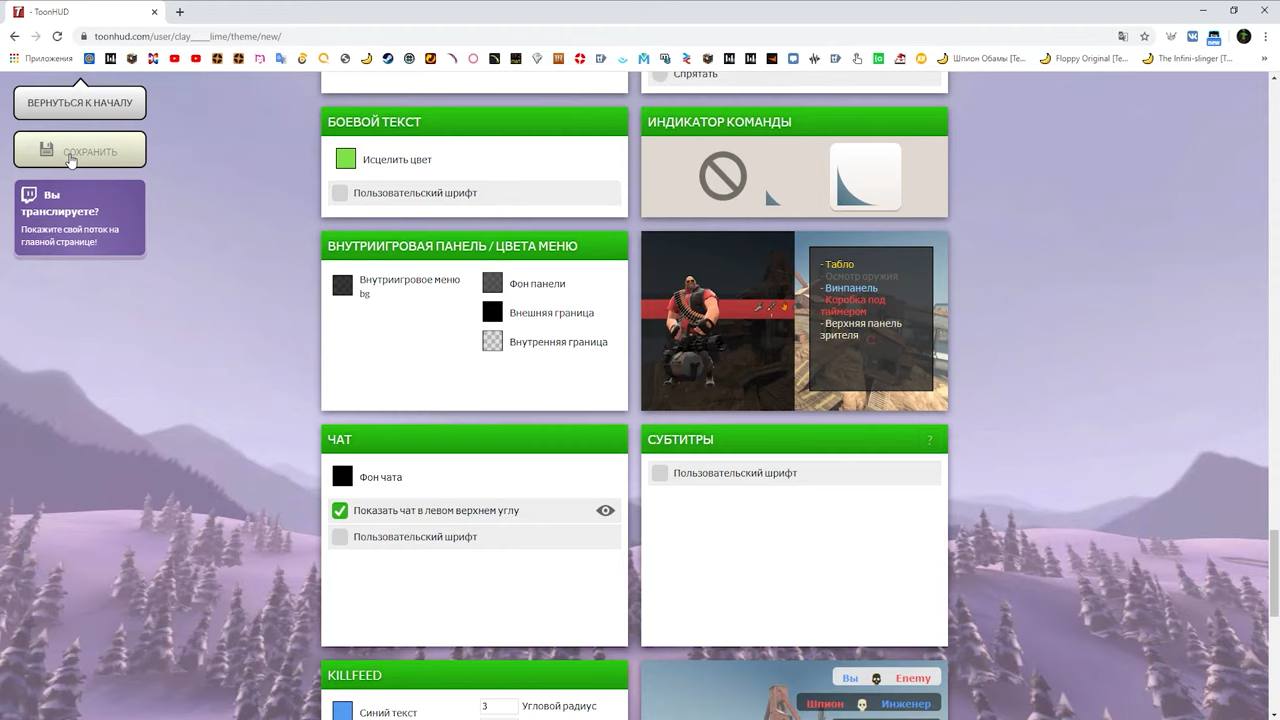 - ToonHUD
toonhud.com/user/clay____lime/theme/new/
Приложения
Шпион Обамы [Te...
Floppy Original [Te...
The Infini-slinger [T...
»
ВЕРНУТЬСЯ К НАЧАЛУ
СОХРАНИТЬ
Вы
транслируете?
Покажите свой поток на
главной странице!
Спрятать
БОЕВОЙ ТЕКСТ
Исцелить цвет
Пользовательский шрифт
ИНДИКАТОР КОМАНДЫ
ВНУТРИИГРОВАЯ ПАНЕЛЬ / ЦВЕТА МЕНЮ
Внутриигровое меню
bg
Фон панели
Внешняя граница
Внутренняя граница
- Табло
- Осмотр оружия
- Винпанель
- Коробка под
таймером
- Верхняя панель
зрителя
ЧАТ
Фон чата
Показать чат в левом верхнем углу
Пользовательский шрифт
СУБТИТРЫ
?
Пользовательский шрифт
KILLFEED
Синий текст
3
Угловой радиус
Вы
Enemy
Шпион
Инженер